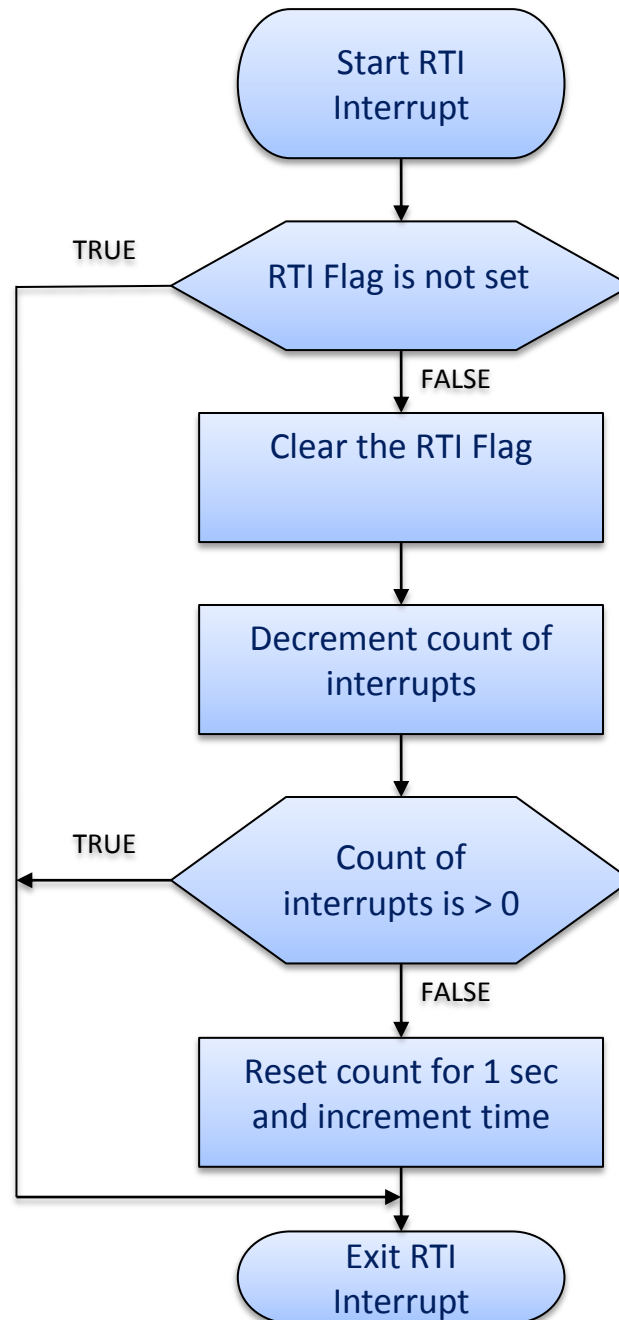 Start RTI
Interrupt
TRUE
RTI Flag is not set
FALSE
Clear the RTI Flag
Decrement count of
interrupts
TRUE
Count of
interrupts is > 0
FALSE
Reset count for 1 sec
and increment time
Exit RTI
Interrupt